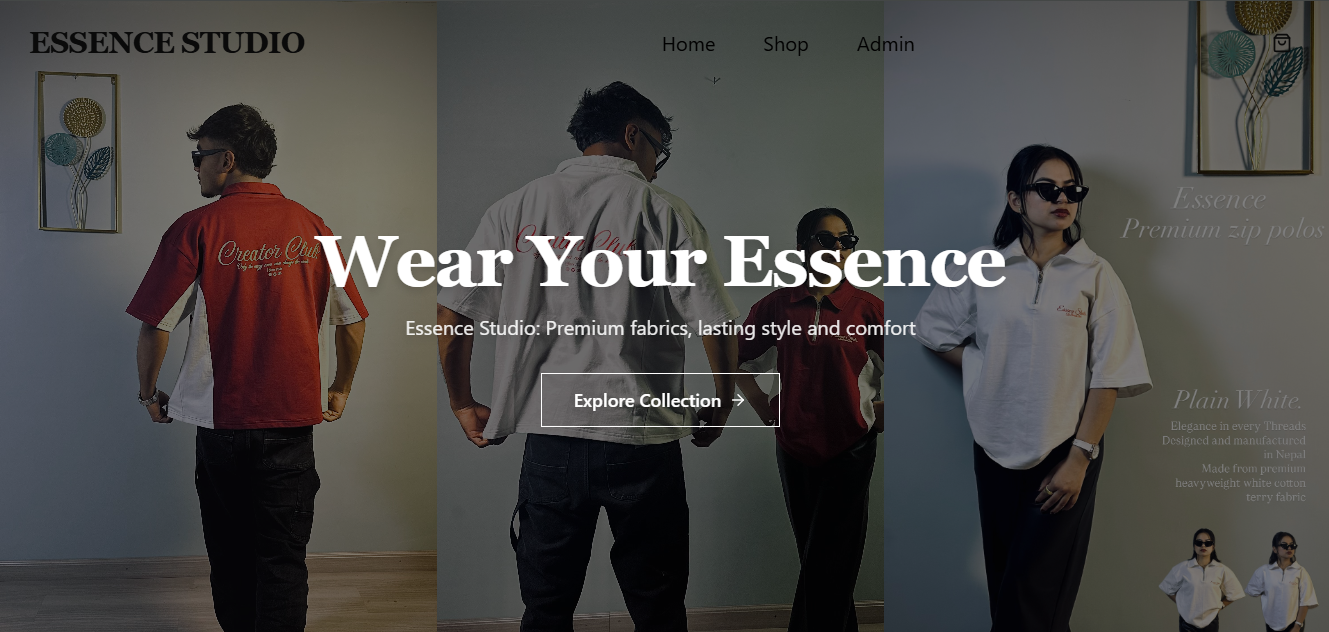 ESSENCE STUDIO
Home Shop Admin
Creator Club
Essence
Premium zip polos
Wear Your Essence
Essence Studio: Premium fabrics, lasting style and comfort
Explore Collection →
Plain White.
Elegance in every Threads
Designed and manufactured
in Nepal
Made from premium
heavyweight white cotton
terry fabric